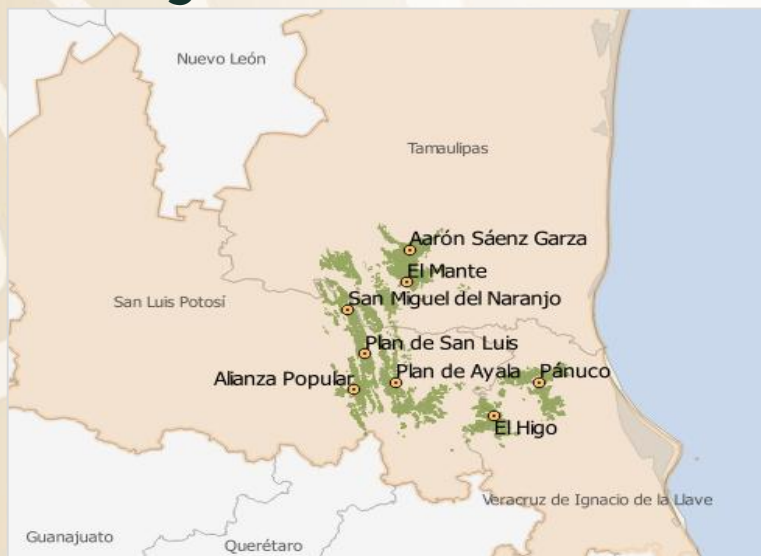 Nuevo León
Tamaulipas
Aarón Sáenz Garza
El Mante
San Luis Potosí
San Miguel del Naranjo
Plan de San Luis
Alianza Popular
Plan de Ayala
Pánuco
El Higo
Veracruz de Ignacio de la Llave
Guanajuato
Querétaro